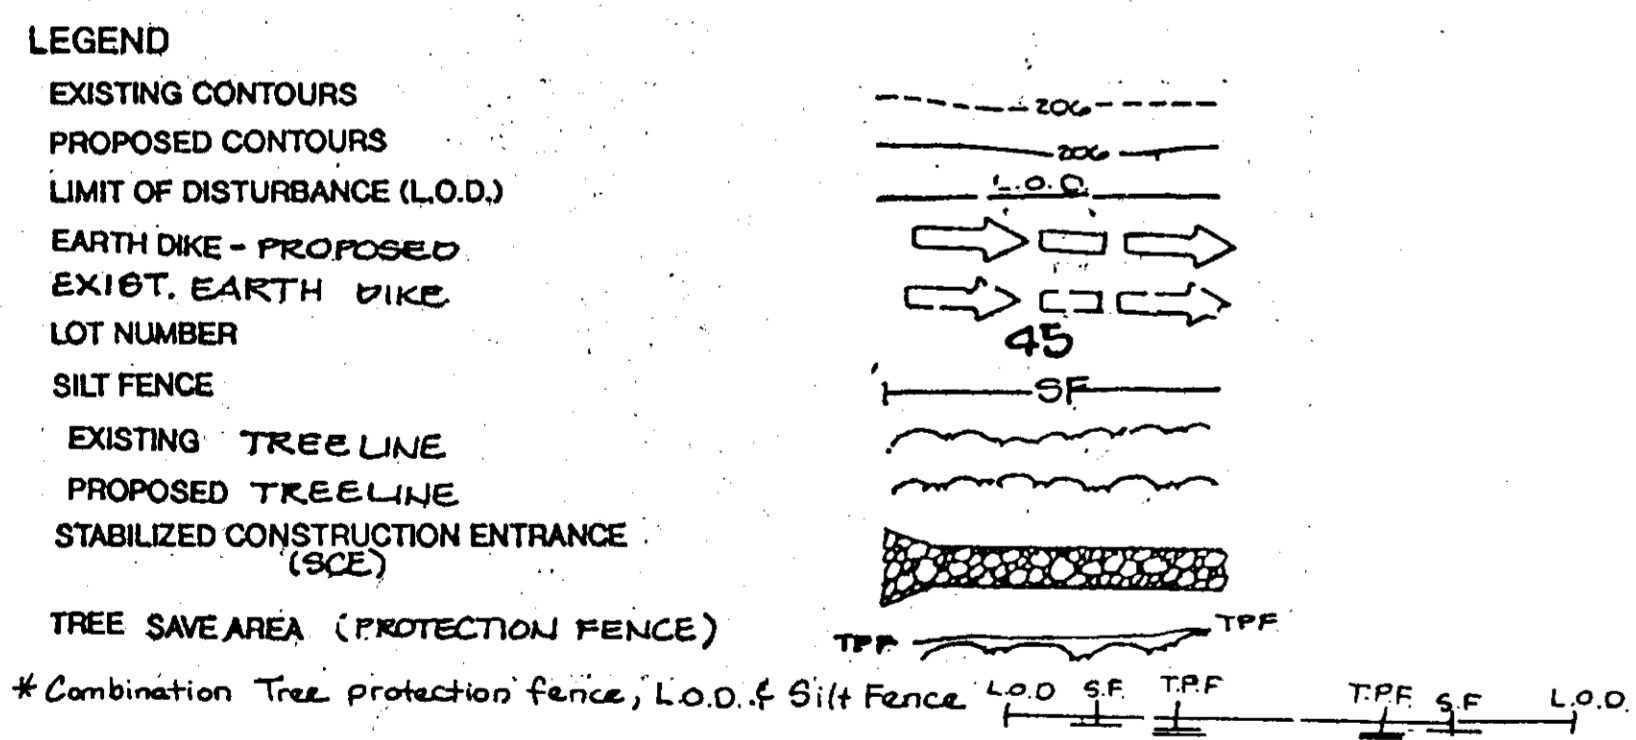 LEGEND
EXISTING CONTOURS 206
PROPOSED CONTOURS 206
LIMIT OF DISTURBANCE (L.O.D.) L.O.D.
EARTH DIKE - PROPOSED
EXIST. EARTH DIKE
LOT NUMBER 45
SILT FENCE SF
EXISTING TREELINE
PROPOSED TREELINE
STABILIZED CONSTRUCTION ENTRANCE
(SCE)
TREE SAVE AREA (PROTECTION FENCE) TPF TPF
* Combination Tree protection fence, L.O.D. & Silt Fence L.O.D S.F. T.P.F T.P.F. S.F L.O.D.